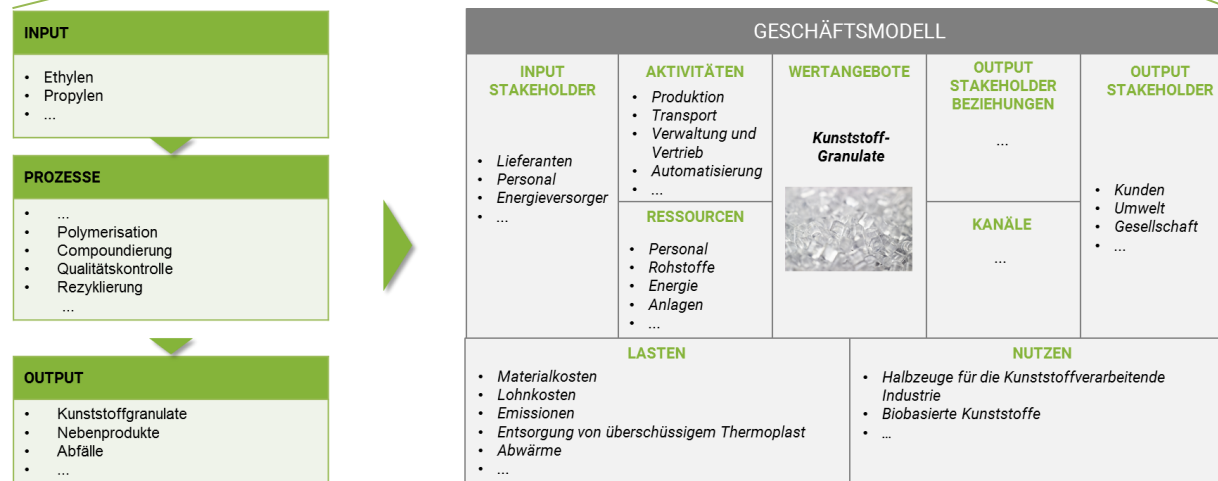 INPUT
• Ethylen
• Propylen
• ...
PROZESSE
• ...
• Polymerisation
• Compoundierung
• Qualitätskontrolle
• Rezyklierung
...
OUTPUT
• Kunststoffgranulate
• Nebenprodukte
• Abfälle
• ...
GESCHÄFTSMODELL
INPUT
STAKEHOLDER
• Lieferanten
• Personal
• Energieversorger
• ...
AKTIVITÄTEN
• Produktion
• Transport
• Verwaltung und
Vertrieb
• Automatisierung
• ...
RESSOURCEN
• Personal
• Rohstoffe
• Energie
• Anlagen
• ...
WERTANGEBOTE
Kunststoff-
Granulate
OUTPUT
STAKEHOLDER
BEZIEHUNGEN
...
KANÄLE
...
OUTPUT
STAKEHOLDER
• Kunden
• Umwelt
• Gesellschaft
• ...
LASTEN
• Materialkosten
• Lohnkosten
• Emissionen
• Entsorgung von überschüssigem Thermoplast
• Abwärme
• ...
NUTZEN
• Halbzeuge für die Kunststoffverarbeitende
Industrie
• Biobasierte Kunststoffe
• ...